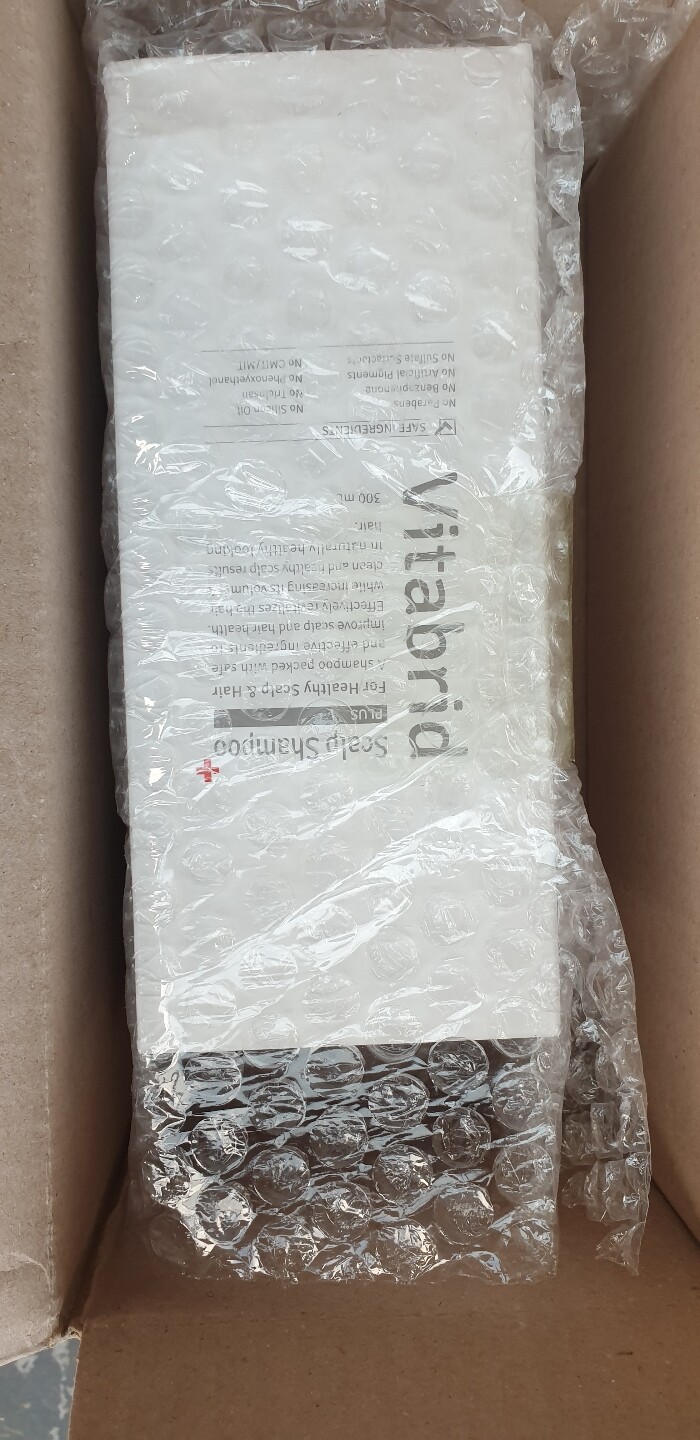 vitabrid
Scalp Shampoo
PLUS
For Healthy Scalp & Hair
A shampoo packed with safe
and effective ingredients to
improve scalp and hair health.
Effectively revitalizes the hair
while increasing its volume.
clean and healthy scalp results
in naturally healthy looking
hair.
300 mL
SAFE INGREDIENTS
No Parabens
No Benzophenone
No Artificial Pigments
No Sulfate Surfactants
No Silicon Oil
No Triclosan
No Phenoxyethanol
No CMIT/MIT